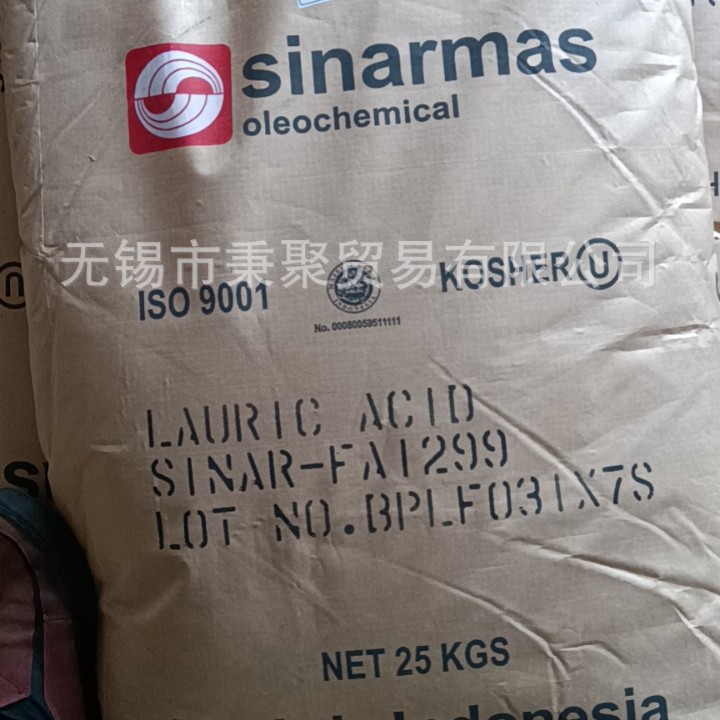 sinarmas
oleochemical
无锡市秉聚贸易有限公司
ISO 9001
KOSHER U
No. 00080059511111
LAURIC ACID
SINAR-FA1299
LOT NO.BPLF031X7S
NET 25 KGS
Indonesia